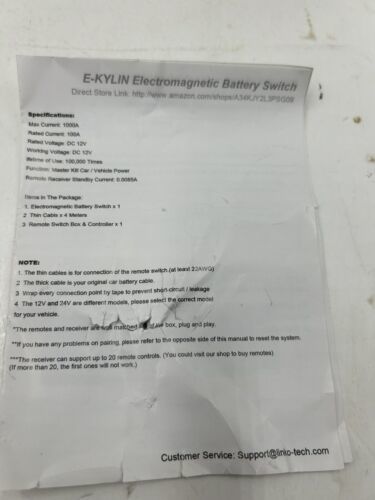 E-KYLIN Electromagnetic Battery Switch
Direct Store Link: http://www.amazon.com/shops/A34KJY2L3PSG09
Specifications:
Max Current: 1000A
Rated Current: 100A
Rated Voltage: DC 12V
Working Voltage: DC 12V
lifetime of Use: 100,000 Times
Function: Master Kill Car / Vehicle Power
Remote Receiver Standby Current: 0.0085A
Items In The Package:
1. Electromagnetic Battery Switch x 1
2 Thin Cable x 4 Meters
3 Remote Switch Box & Controller x 1
NOTE:
1. The thin cables is for connection of the remote switch.(at least 22AWG)
2 The thick cable is your original car battery cable.
3 Wrap every connection point by tape to prevent short-circuit / leakage
4. The 12V and 24V are different models, please select the correct model
for your vehicle.
*The remotes and receiver are well matched of the box, plug and play.
**If you have any problems on pairing, please refer to the opposite side of this manual to reset the system.
***The receiver can support up to 20 remote controls. (You could visit our shop to buy remotes)
(If more than 20, the first ones will not work.)
Customer Service: Support@linko-tech.com